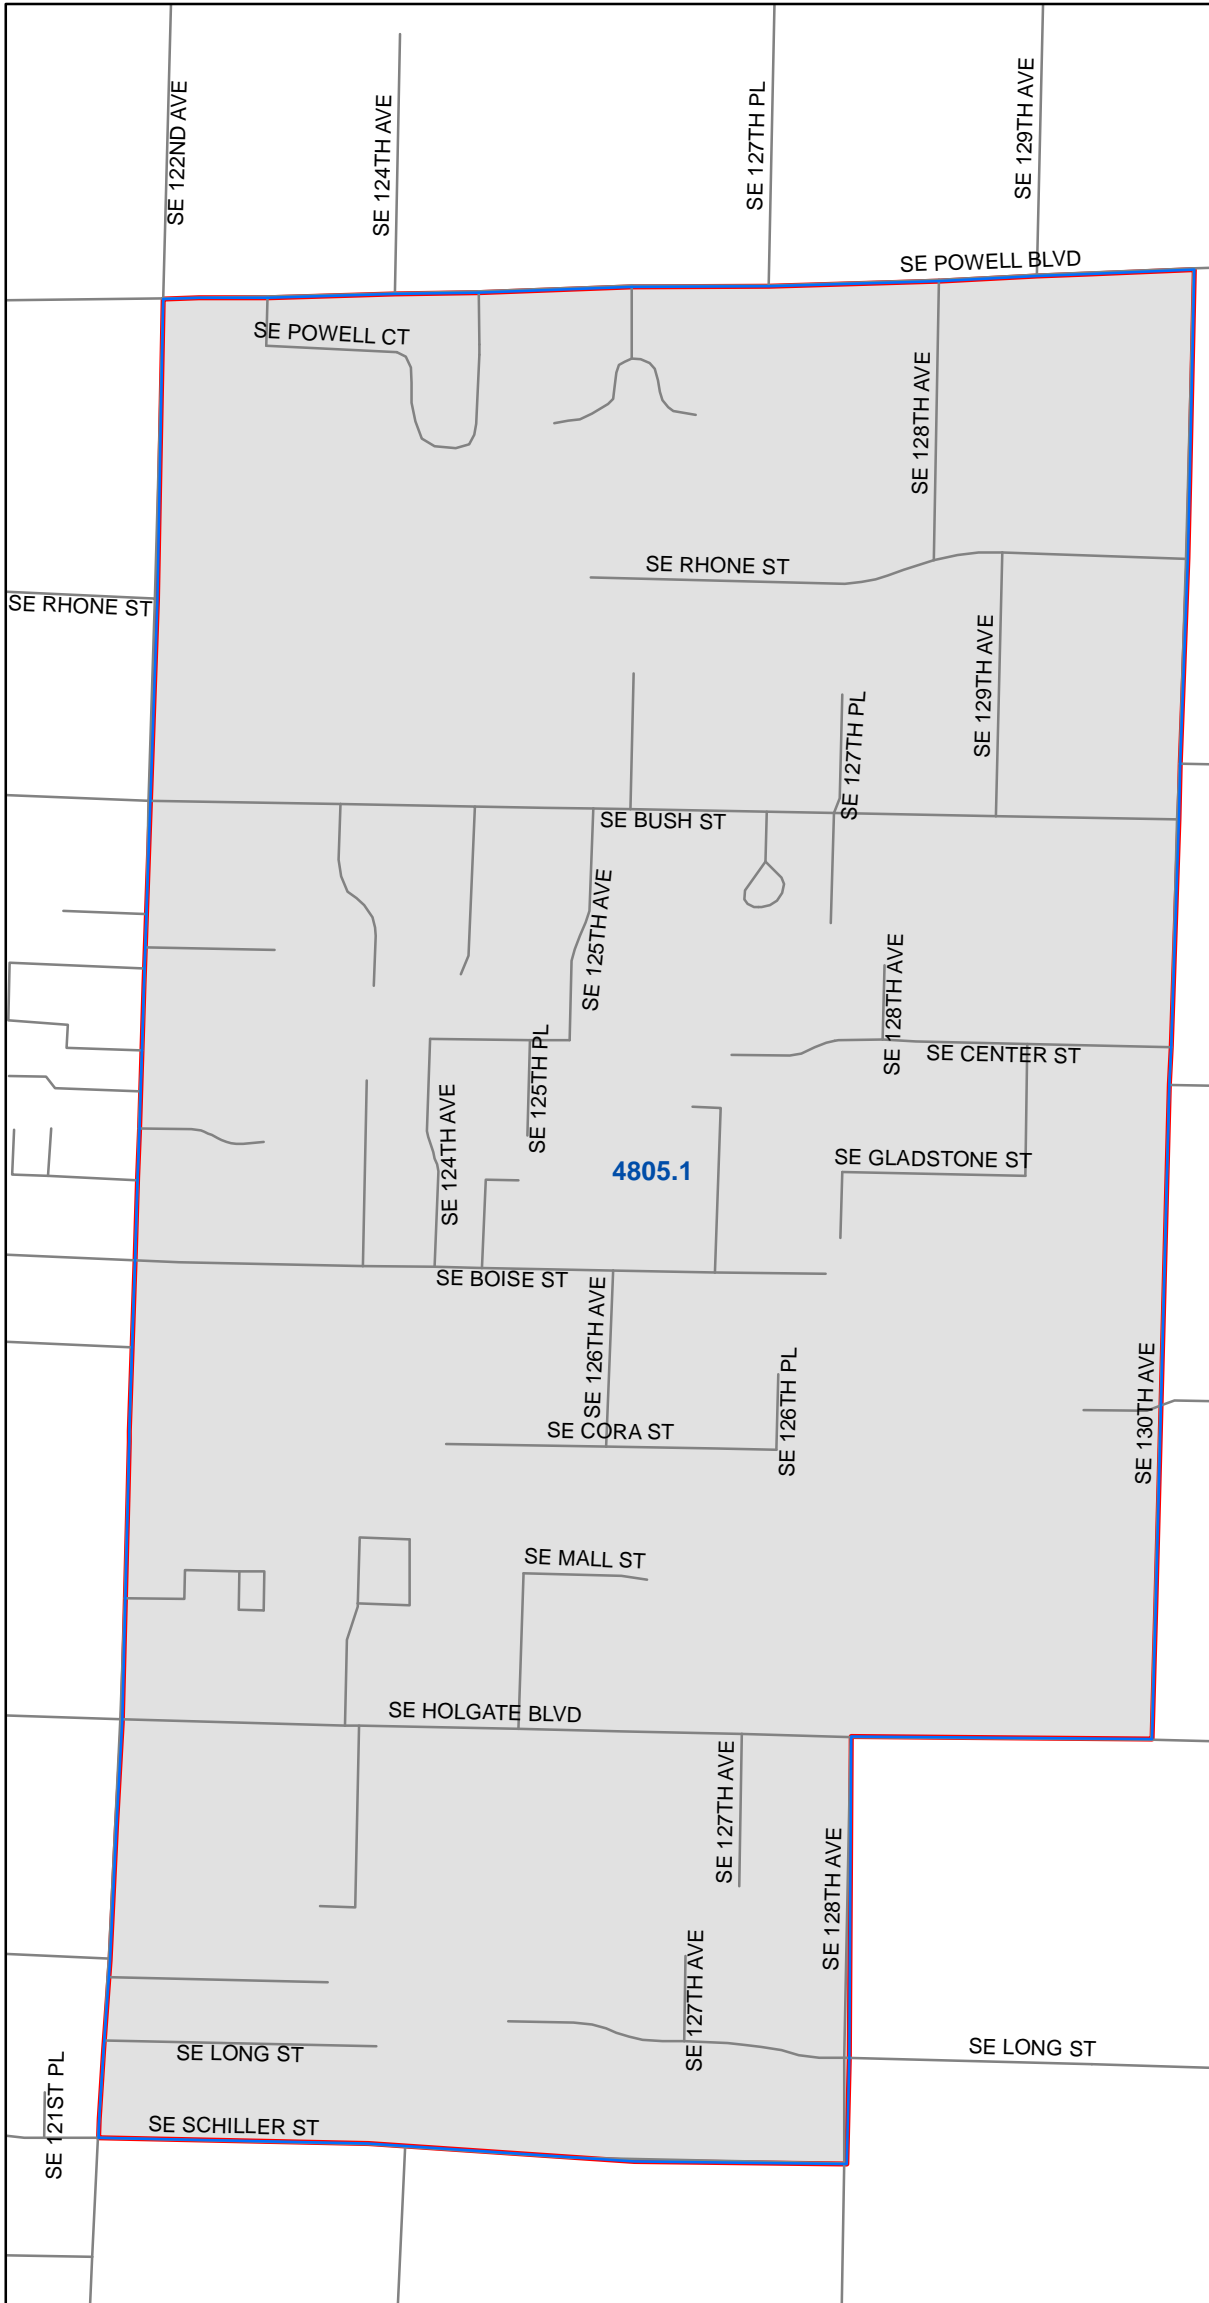 SE 122ND AVE
SE 124TH AVE
SE 127TH PL
SE 129TH AVE
SE POWELL BLVD
SE POWELL CT
SE 128TH AVE
SE RHONE ST
SE RHONE ST
SE 129TH AVE
SE 127TH PL
SE BUSH ST
SE 125TH AVE
SE 128TH AVE
SE CENTER ST
SE 125TH PL
SE 124TH AVE
4805.1
SE GLADSTONE ST
SE BOISE ST
SE 126TH AVE
SE 126TH PL
SE 130TH AVE
SE CORA ST
SE MALL ST
SE HOLGATE BLVD
SE 127TH AVE
SE 128TH AVE
SE 127TH AVE
SE LONG ST
SE LONG ST
SE 121ST PL
SE SCHILLER ST